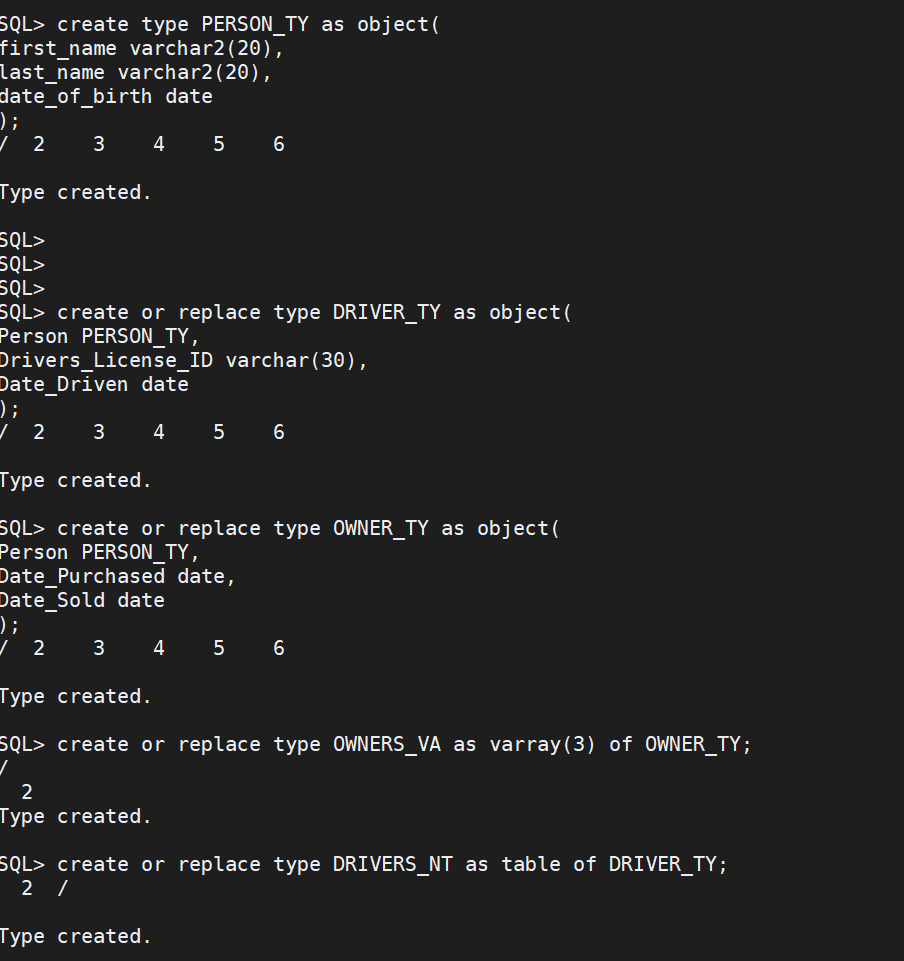 SQL> create type PERSON_TY as object(
first_name varchar2(20),
last_name varchar2(20),
date_of_birth date
);
/  2    3    4    5    6
Type created.
SQL>
SQL>
SQL>
SQL> create or replace type DRIVER_TY as object(
Person PERSON_TY,
Drivers_License_ID varchar(30),
Date_Driven date
);
/  2    3    4    5    6
Type created.
SQL> create or replace type OWNER_TY as object(
Person PERSON_TY,
Date_Purchased date,
Date_Sold date
);
/  2    3    4    5    6
Type created.
SQL> create or replace type OWNERS_VA as varray(3) of OWNER_TY;
/
  2
Type created.
SQL> create or replace type DRIVERS_NT as table of DRIVER_TY;
  2  /
Type created.